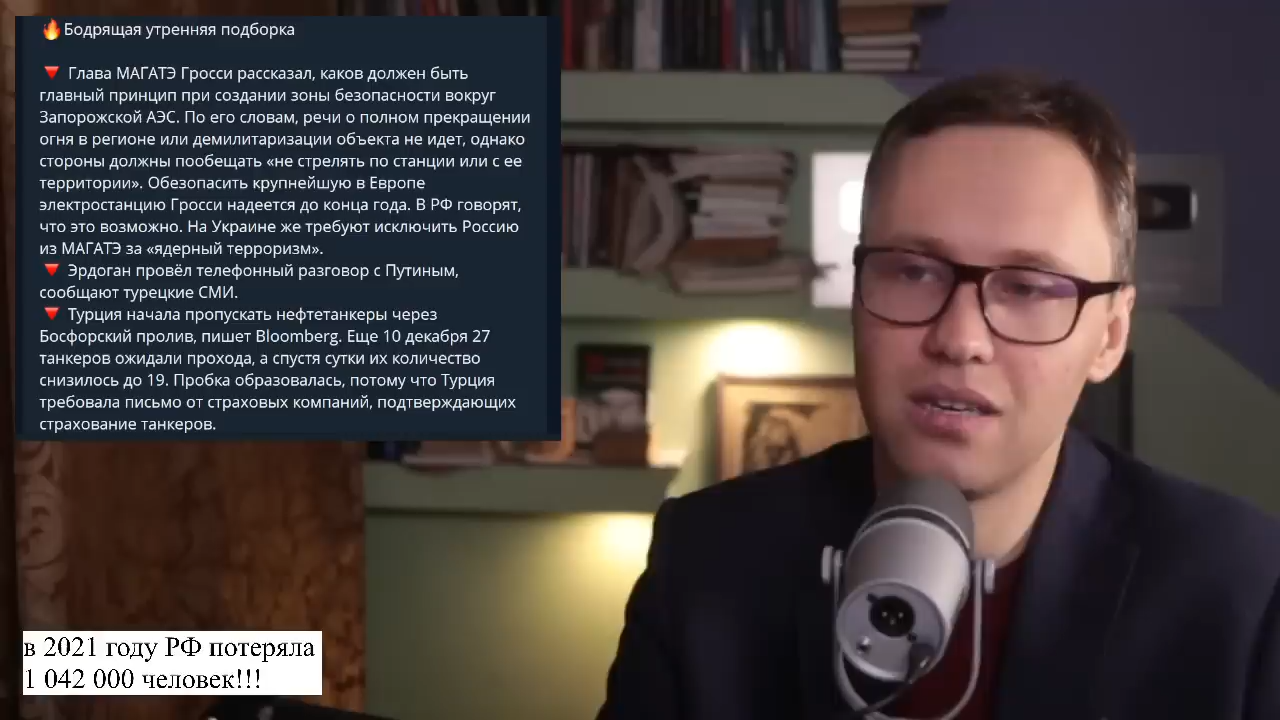 🔥Бодрящая утренняя подборка
🔻 Глава МАГАТЭ Гросси рассказал, каков должен быть
главный принцип при создании зоны безопасности вокруг
Запорожской АЭС. По его словам, речи о полном прекращении
огня в регионе или демилитаризации объекта не идет, однако
стороны должны пообещать «не стрелять по станции или с ее
территории». Обезопасить крупнейшую в Европе
электростанцию Гросси надеется до конца года. В РФ говорят,
что это возможно. На Украине же требуют исключить Россию
из МАГАТЭ за «ядерный терроризм».
🔻 Эрдоган провёл телефонный разговор с Путиным,
сообщают турецкие СМИ.
🔻 Турция начала пропускать нефтетанкеры через
Босфорский пролив, пишет Bloomberg. Еще 10 декабря 27
танкеров ожидали прохода, а спустя сутки их количество
снизилось до 19. Пробка образовалась, потому что Турция
требовала письмо от страховых компаний, подтверждающих
страхование танкеров.
в 2021 году РФ потеряла
1 042 000 человек!!!